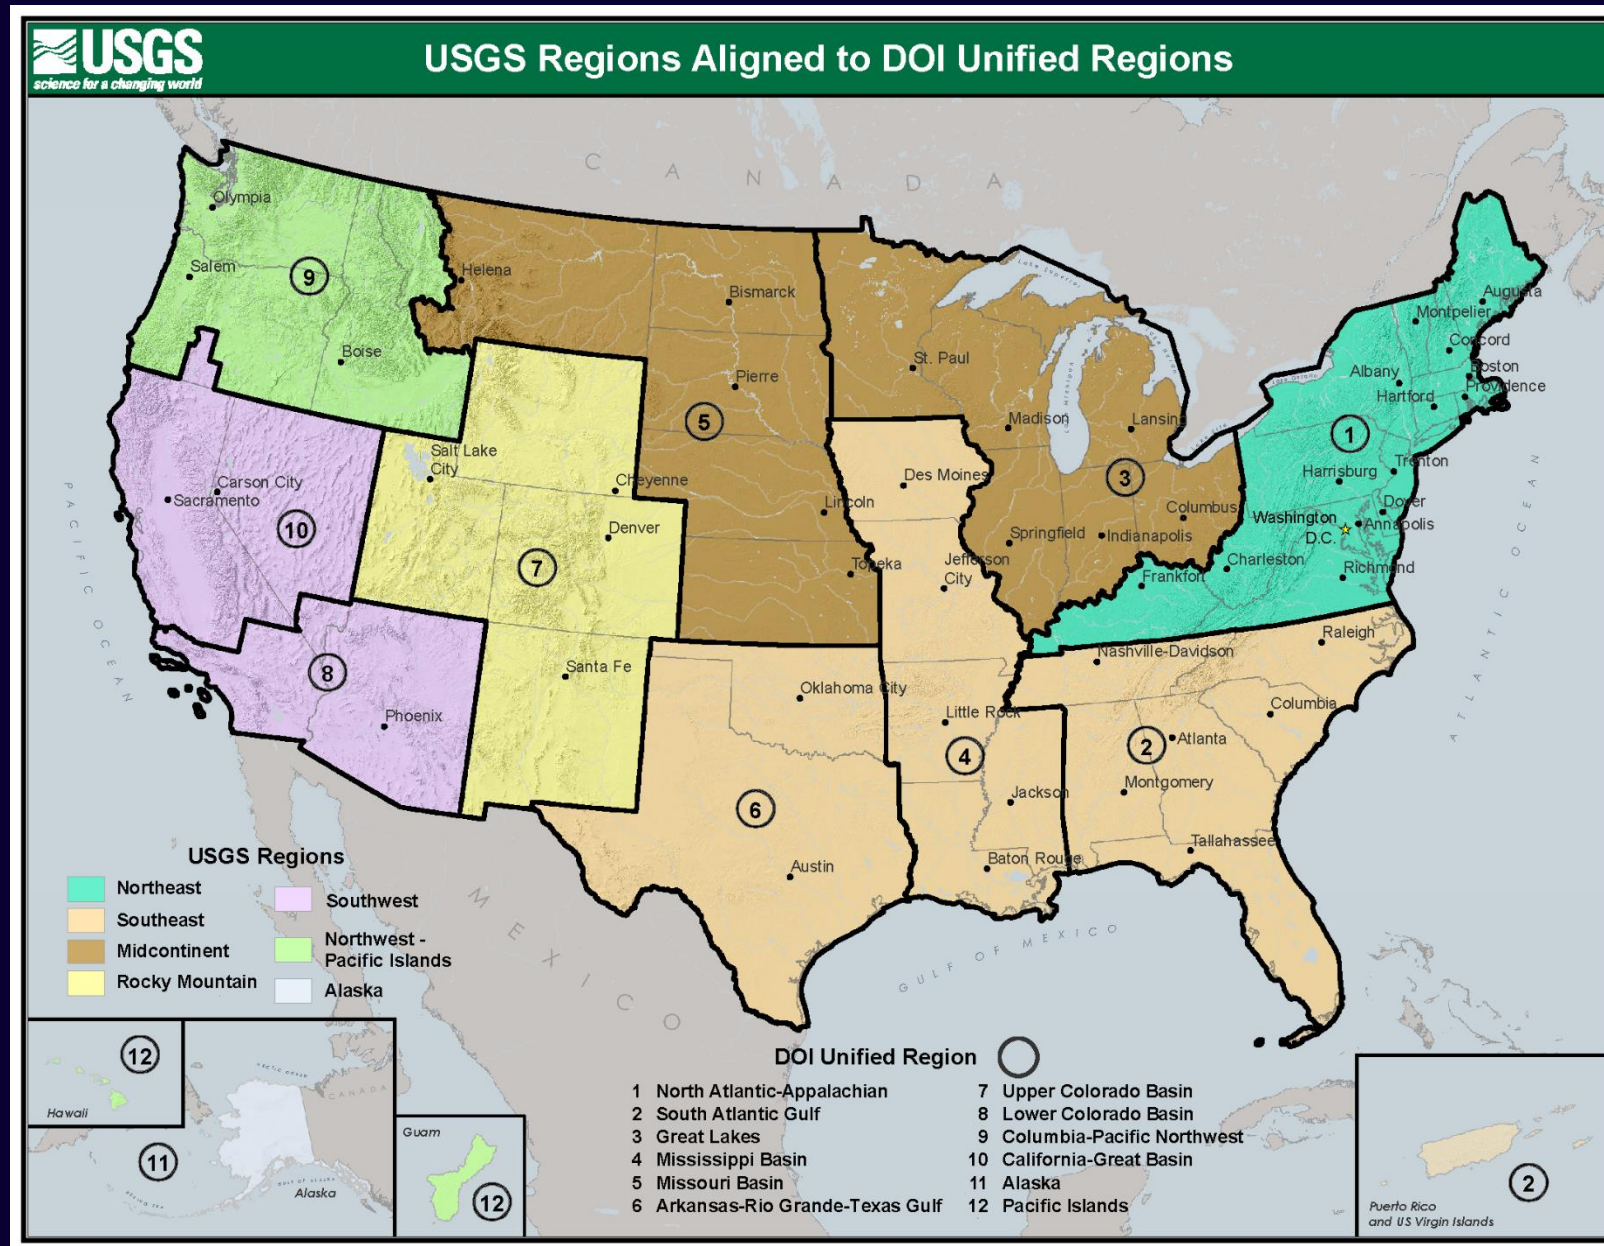 USGS
science for a changing world
USGS Regions Aligned to DOI Unified Regions
CANADA
Olympia
Salem
9
Boise
Helena
Bismarck
Pierre
5
Lincoln
Topeka
St. Paul
Lake Superior
Lake Michigan
Madison
Lansing
3
Columbus
Springfield
Indianapolis
Augusta
Montpelier
Concord
Boston
Albany
Providence
Hartford
1
Trenton
Harrisburg
Dover
Washington
D.C.
Annapolis
Charleston
Richmond
Frankfort
Salt Lake
City
Cheyenne
Denver
7
Santa Fe
Carson City
Sacramento
10
8
Phoenix
Des Moines
Jefferson
City
Little Rock
4
Jackson
Baton Rouge
Oklahoma City
6
Austin
Nashville-Davidson
Raleigh
Columbia
2
Atlanta
Montgomery
Tallahassee
PACIFIC OCEAN
ATLANTIC OCEAN
GULF OF MEXICO
MEXICO
USGS Regions
Northeast
Southeast
Midcontinent
Rocky Mountain
Southwest
Northwest -
Pacific Islands
Alaska
12
Hawaii
CANADA
11
Alaska
Guam
12
DOI Unified Region
1 North Atlantic-Appalachian
2 South Atlantic Gulf
3 Great Lakes
4 Mississippi Basin
5 Missouri Basin
6 Arkansas-Rio Grande-Texas Gulf
7 Upper Colorado Basin
8 Lower Colorado Basin
9 Columbia-Pacific Northwest
10 California-Great Basin
11 Alaska
12 Pacific Islands
2
Puerto Rico
and US Virgin Islands